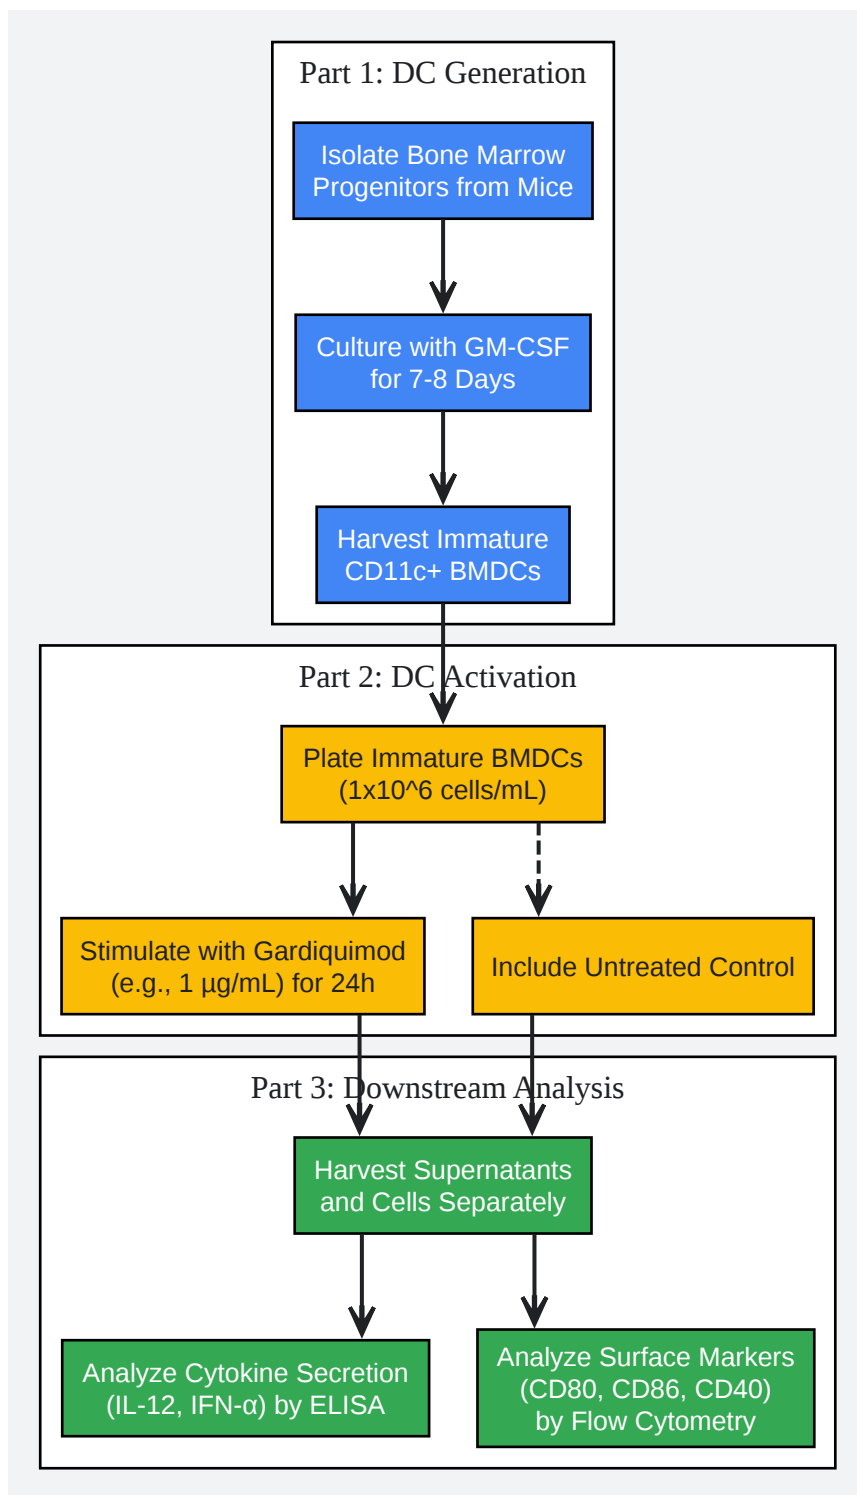 Part 1: DC Generation
Isolate Bone Marrow
Progenitors from Mice
Culture with GM-CSF
for 7-8 Days
Harvest Immature
CD11c+ BMDCs
Part 2: DC Activation
Plate Immature BMDCs
(1x10^6 cells/mL)
Stimulate with Gardiquimod
(e.g., 1 µg/mL) for 24h
Include Untreated Control
Part 3: Downstream Analysis
Harvest Supernatants
and Cells Separately
Analyze Cytokine Secretion
(IL-12, IFN-α) by ELISA
Analyze Surface Markers
(CD80, CD86, CD40)
by Flow Cytometry